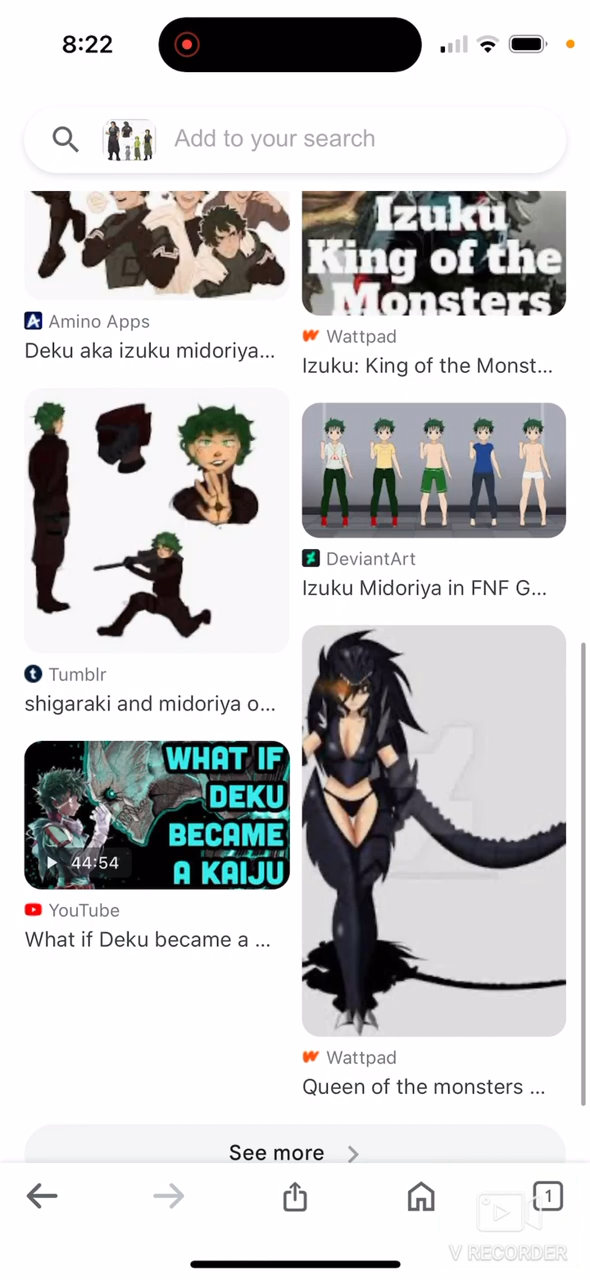 8:22
Add to your search
Izuku
King of the
Monsters
Amino Apps
Deku aka izuku midoriya...
Wattpad
Izuku: King of the Monst...
DeviantArt
Izuku Midoriya in FNF G...
Tumblr
shigaraki and midoriya o...
WHAT IF
DEKU
BECAME
A KAIJU
44:54
YouTube
What if Deku became a ...
Wattpad
Queen of the monsters ...
See more
1
V RECORDER